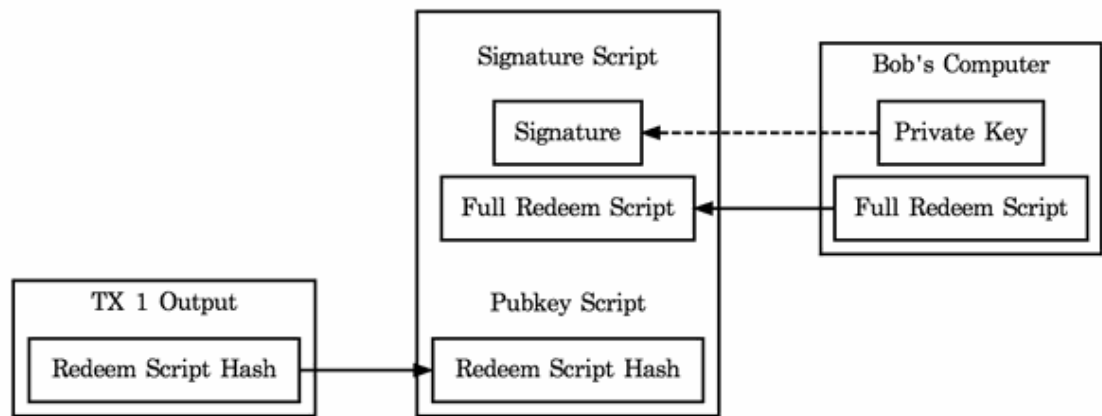 Signature Script
Signature
Full Redeem Script
Pubkey Script
Redeem Script Hash
Bob's Computer
Private Key
Full Redeem Script
TX 1 Output
Redeem Script Hash